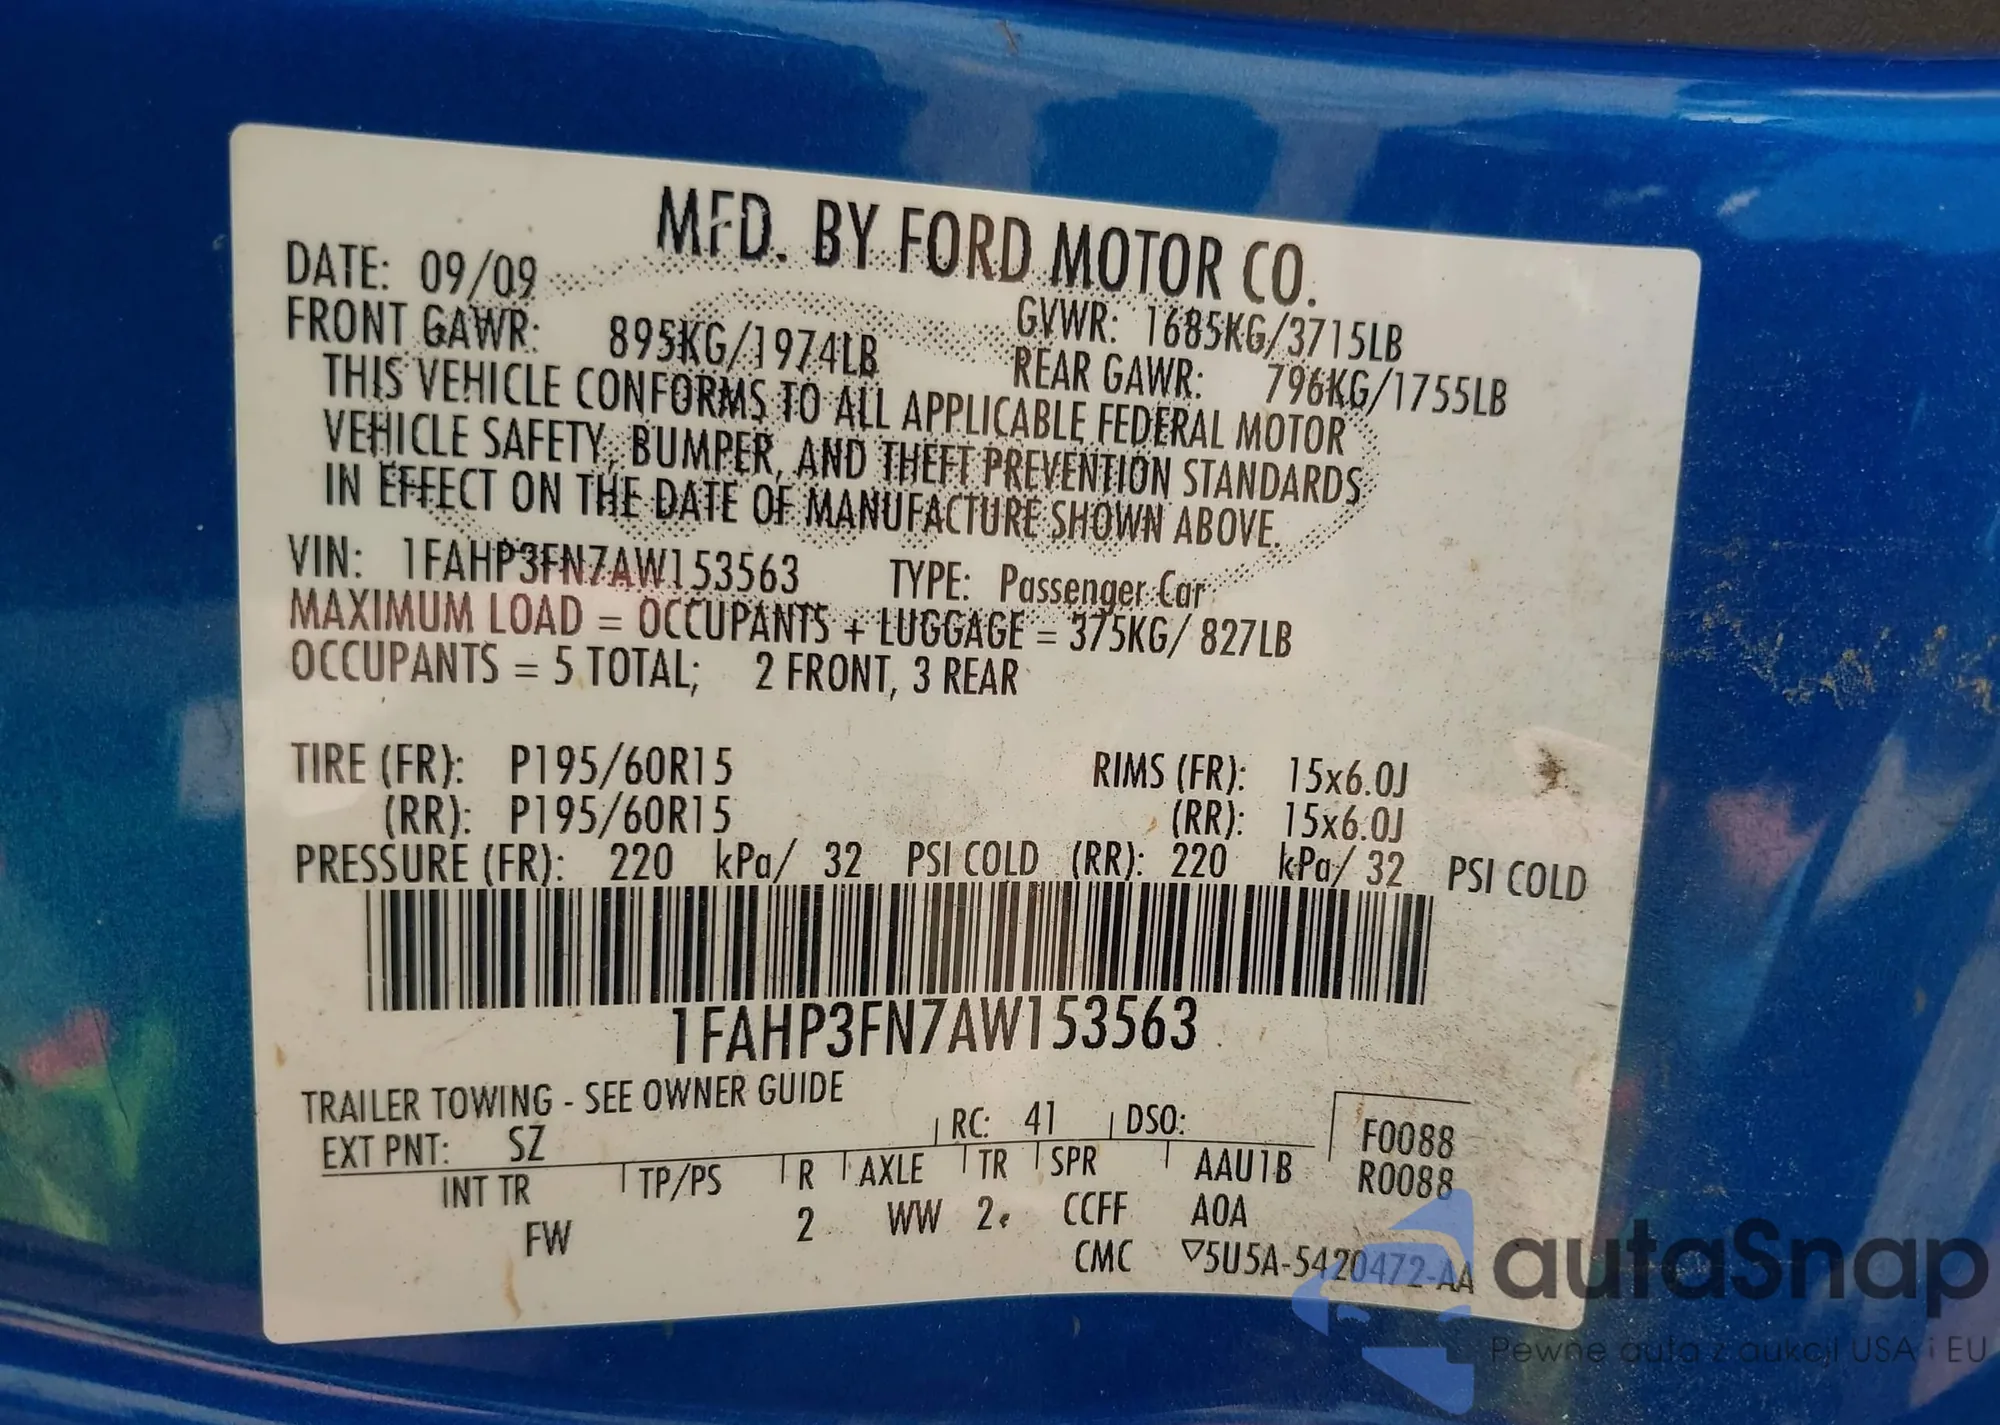 MFD. BY FORD MOTOR CO.
DATE: 09/09 GVWR: 1685KG/3715LB
FRONT GAWR: 895KG/1974LB REAR GAWR: 796KG/1755LB
THIS VEHICLE CONFORMS TO ALL APPLICABLE FEDERAL MOTOR
VEHICLE SAFETY, BUMPER, AND THEFT PREVENTION STANDARDS
IN EFFECT ON THE DATE OF MANUFACTURE SHOWN ABOVE.
VIN: 1FAHP3FN7AW153563 TYPE: Passenger Car
MAXIMUM LOAD = OCCUPANTS + LUGGAGE = 375KG/ 827LB
OCCUPANTS = 5 TOTAL; 2 FRONT, 3 REAR
TIRE (FR): P195/60R15 RIMS (FR): 15x6.0J
(RR): P195/60R15 (RR): 15x6.0J
PRESSURE (FR): 220 kPa/ 32 PSI COLD (RR): 220 kPa/ 32 PSI COLD
1FAHP3FN7AW153563
TRAILER TOWING - SEE OWNER GUIDE
EXT PNT: SZ RC: 41 DSO: F0088
INT TR TP/PS R AXLE TR SPR AAU1B R0088
FW 2 WW 2 CCFF AOA
CMC ▽5U5A-5420472-AA
autaSnap
Pewne auta z aukcji USA i EU